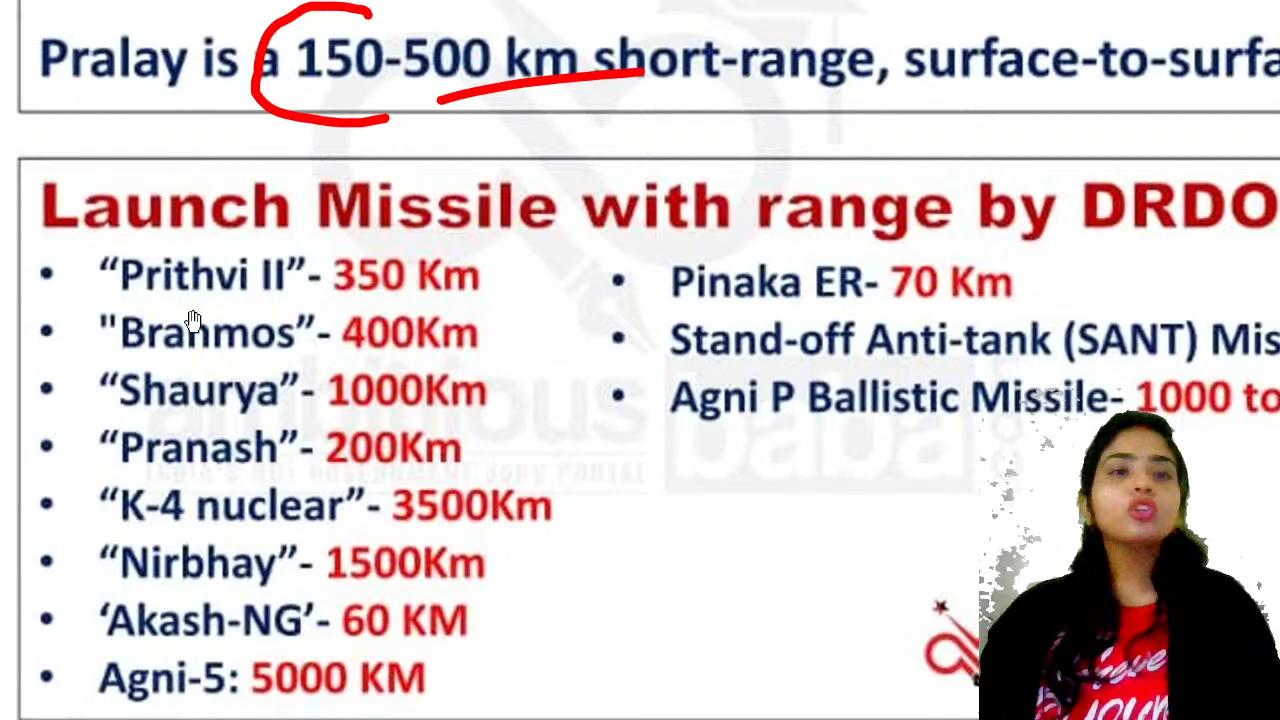 Pralay is a 150-500 km short-range, surface-to-surfa
Launch Missile with range by DRDO
• “Prithvi II”- 350 Km
• "Brahmos”- 400Km
• “Shaurya”- 1000Km
• “Pranash”- 200Km
• “K-4 nuclear”- 3500Km
• “Nirbhay”- 1500Km
• ‘Akash-NG’- 60 KM
• Agni-5: 5000 KM
• Pinaka ER- 70 Km
• Stand-off Anti-tank (SANT) Mis
• Agni P Ballistic Missile- 1000 to
ambitious baba